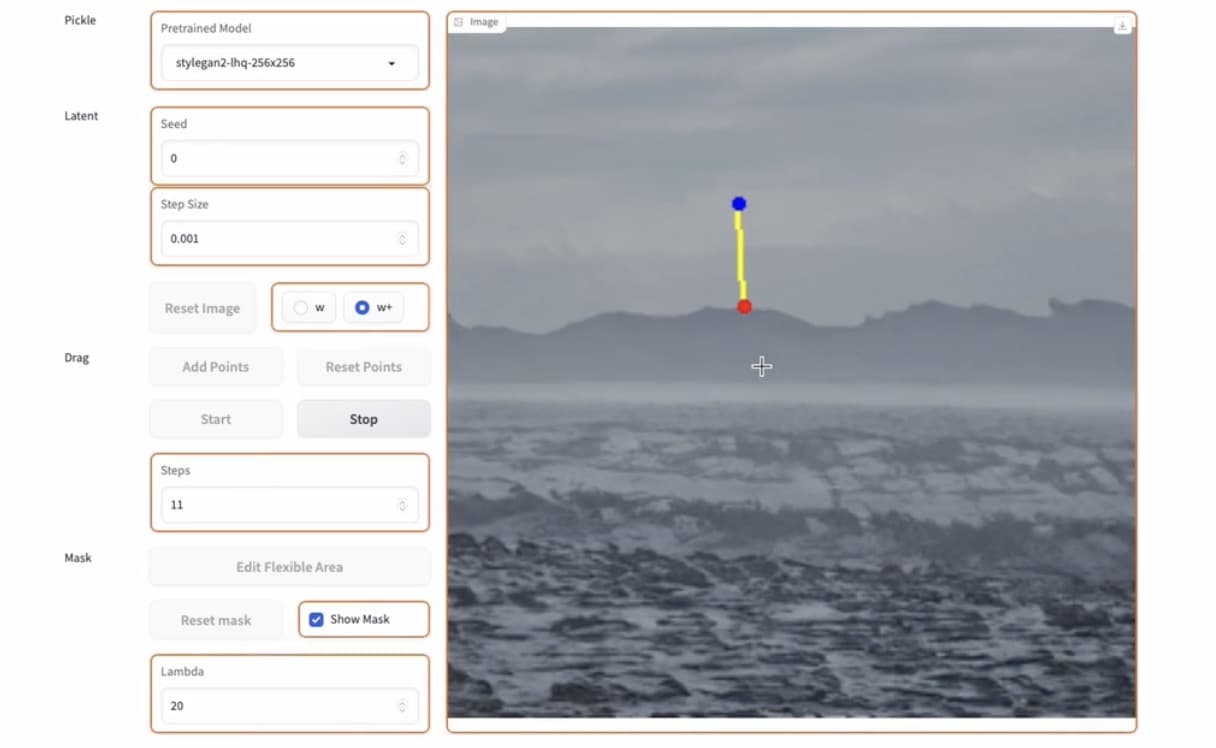 Pickle
Pretrained Model
stylegan2-lhq-256x256
Latent
Seed
0
Step Size
0.001
Reset Image
w
w+
Drag
Add Points
Reset Points
Start
Stop
Steps
11
Mask
Edit Flexible Area
Reset mask
Show Mask
Lambda
20
Image